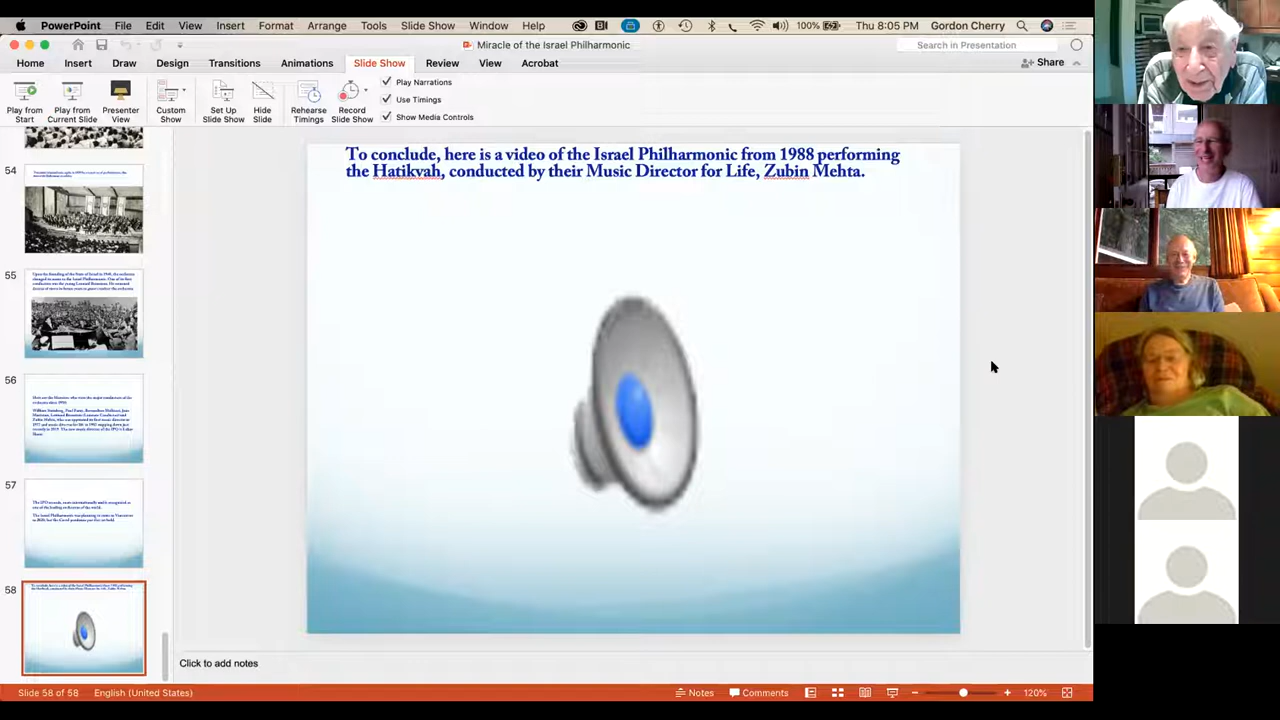 PowerPoint File Edit View Insert Format Arrange Tools Slide Show Window Help 100% Thu 8:05 PM Gordon Cherry
Miracle of the Israel Philharmonic
Search in Presentation
Home Insert Draw Design Transitions Animations Slide Show Review View Acrobat
Share
Play from Start
Play from Current Slide
Presenter View
Custom Show
Set Up Slide Show
Hide Slide
Rehearse Timings
Record Slide Show
Play Narrations
Use Timings
Show Media Controls
54
55
56
57
58
To conclude, here is a video of the Israel Philharmonic from 1988 performing
the Hatikvah, conducted by their Music Director for Life, Zubin Mehta.
Click to add notes
Slide 58 of 58 English (United States)
Notes Comments 120%